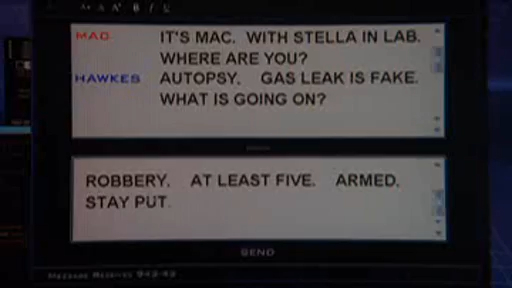 MAC IT'S MAC. WITH STELLA IN LAB.
WHERE ARE YOU?
HAWKES AUTOPSY. GAS LEAK IS FAKE.
WHAT IS GOING ON?
ROBBERY. AT LEAST FIVE. ARMED.
STAY PUT.
SEND